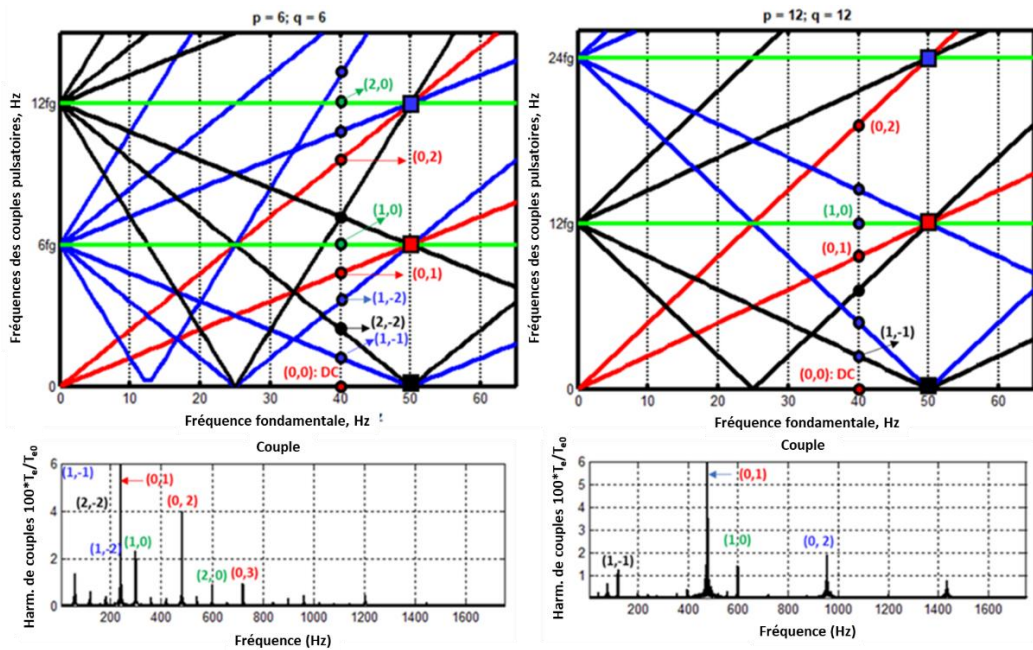 p = 6; q = 6
Fréquences des couples pulsatoires, Hz
12fg
6fg
0
(2,0)
(0,2)
(1,0)
(0,1)
(1,-2)
(2,-2)
(1,-1)
(0,0): DC
0 10 20 30 40 50 60
Fréquence fondamentale, Hz
p = 12; q = 12
Fréquences des couples pulsatoires, Hz
24fg
12fg
0
(0,2)
(1,0)
(0,1)
(1,-1)
(0,0): DC
0 10 20 30 40 50 60
Fréquence fondamentale, Hz
Couple
Harm. de couples 100*Te/Te0
6
5
4
3
2
1
0
(1,-1)
(0,1)
(2,-2)
(0, 2)
(1,-2)
(1,0)
(2,0)
(0,3)
0 200 400 600 800 1000 1200 1400 1600
Fréquence (Hz)
Couple
Harm. de couples 100*Te/Te0
6
5
4
3
2
1
(0,1)
(1,0)
(0, 2)
(1,-1)
0 200 400 600 800 1000 1200 1400 1600
Fréquence (Hz)